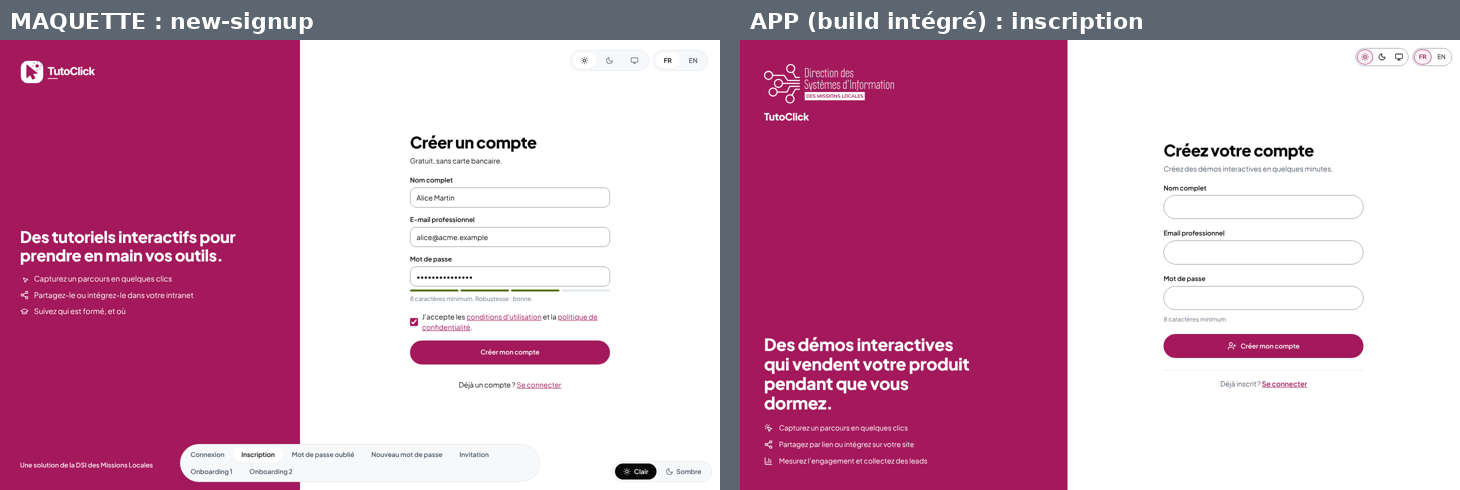 MAQUETTE : new-signup
TutoClick
FR EN
Créer un compte
Gratuit, sans carte bancaire.
Nom complet
Alice Martin
E-mail professionnel
alice@acme.example
Mot de passe
8 caractères minimum. Robustesse : bonne.
J'accepte les conditions d'utilisation et la politique de
confidentialité.
Créer mon compte
Déjà un compte ? Se connecter
Des tutoriels interactifs pour
prendre en main vos outils.
Capturez un parcours en quelques clics
Partagez-le ou intégrez-le dans votre intranet
Suivez qui est formé, et où
Une solution de la DSI des Missions Locales
Connexion Inscription Mot de passe oublié Nouveau mot de passe Invitation
Onboarding 1 Onboarding 2
Clair Sombre
APP (build intégré) : inscription
Direction des
Systèmes d'Information
DES MISSIONS LOCALES
TutoClick
FR EN
Créez votre compte
Créez des démos interactives en quelques minutes.
Nom complet
Email professionnel
Mot de passe
8 caractères minimum
Créer mon compte
Déjà inscrit ? Se connecter
Des démos interactives
qui vendent votre produit
pendant que vous
dormez.
Capturez un parcours en quelques clics
Partagez par lien ou intégrez sur votre site
Mesurez l'engagement et collectez des leads